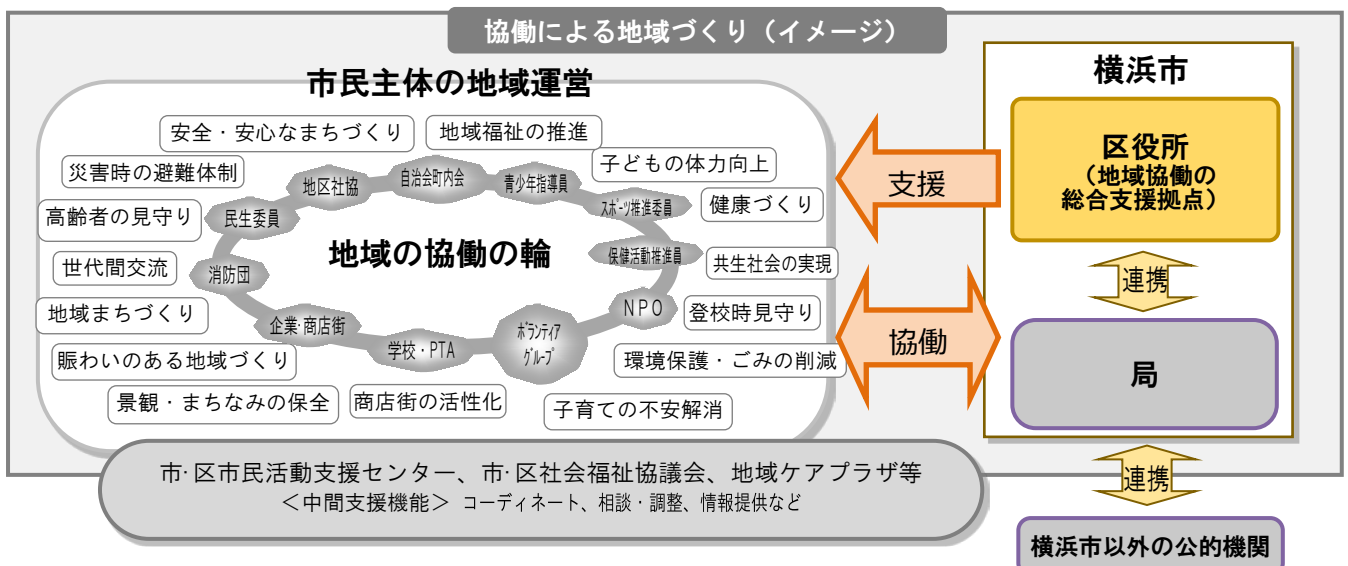 協働による地域づくり（イメージ）
市民主体の地域運営
安全・安心なまちづくり
地域福祉の推進
災害時の避難体制
子どもの体力向上
高齢者の見守り
健康づくり
世代間交流
共生社会の実現
地域まちづくり
登校時見守り
賑わいのある地域づくり
環境保護・ごみの削減
景観・まちなみの保全
商店街の活性化
子育ての不安解消
地区社協
自治会町内会
青少年指導員
スポーツ推進委員
民生委員
保健活動推進員
消防団
NPO
企業・商店街
学校・PTA
ボランティア
グループ
地域の協働の輪
支援
協働
横浜市
区役所
（地域協働の
総合支援拠点）
連携
局
連携
横浜市以外の公的機関
市・区市民活動支援センター、市・区社会福祉協議会、地域ケアプラザ等
＜中間支援機能＞ コーディネート、相談・調整、情報提供など